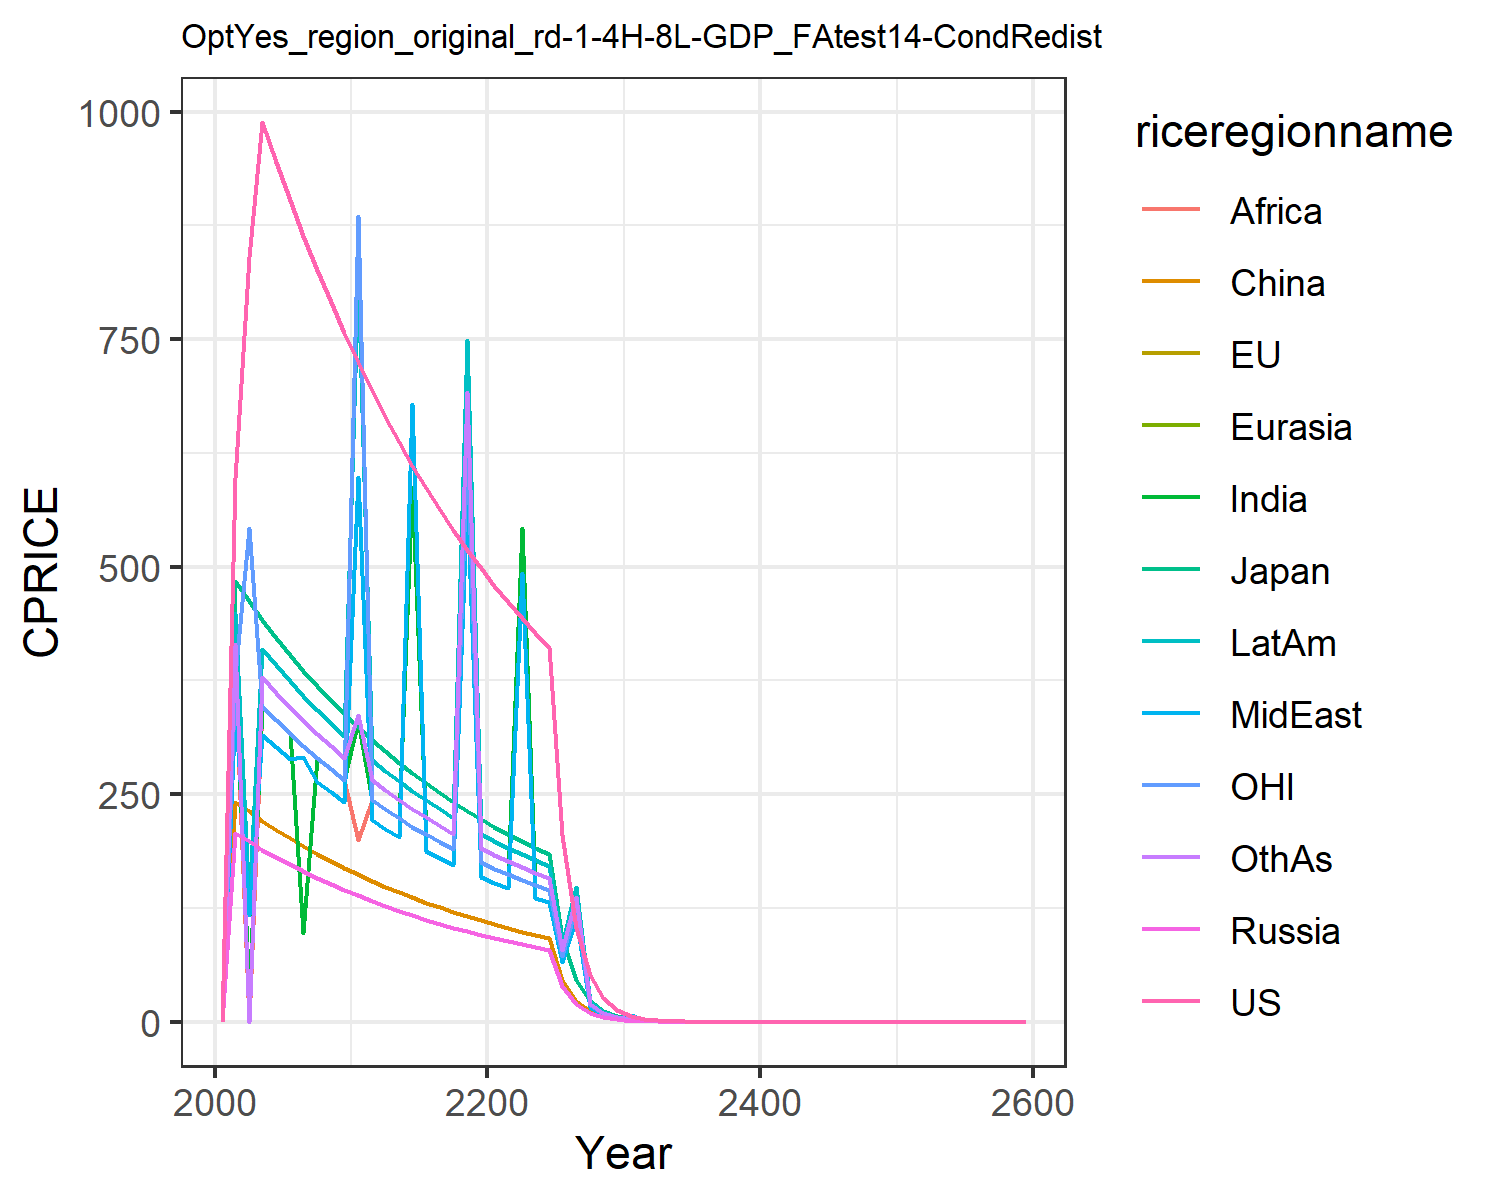 OptYes_region_original_rd-1-4H-8L-GDP_FAtest14-CondRedist
1000
750
500
250
0
CPRICE
2000 2200 2400 2600
Year
riceregionname
Africa
China
EU
Eurasia
India
Japan
LatAm
MidEast
OHI
OthAs
Russia
US